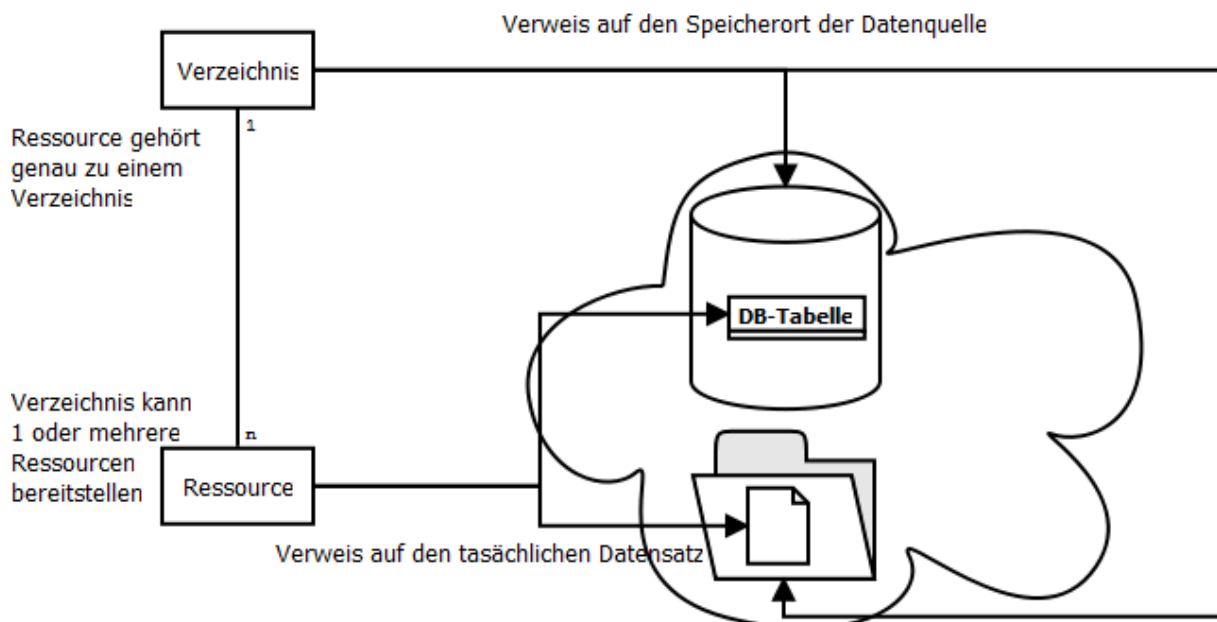 Verweis auf den Speicherort der Datenquelle
Verzeichnis
1
Ressource gehört
genau zu einem
Verzeichnis
DB-Tabelle
Verzeichnis kann
1 oder mehrere
Ressourcen
bereitstellen
n
Ressource
Verweis auf den tasächlichen Datensatz